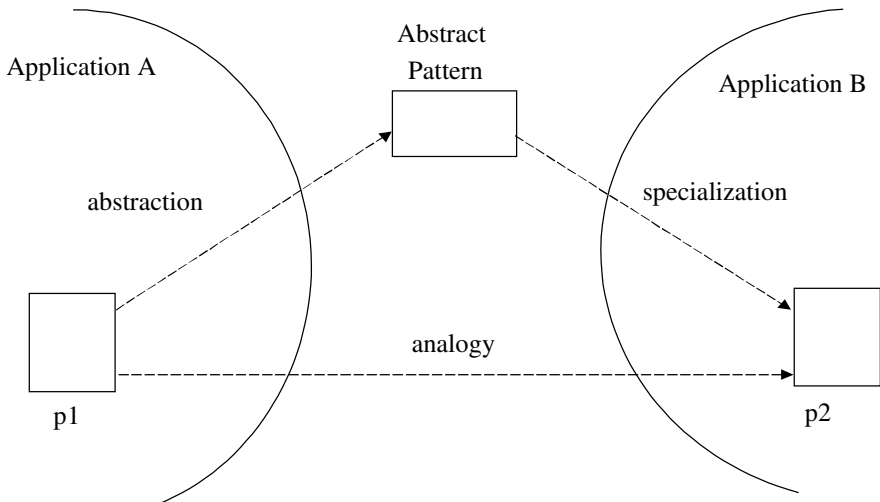 Abstract
Pattern
Application A
Application B
abstraction
specialization
analogy
p1
p2